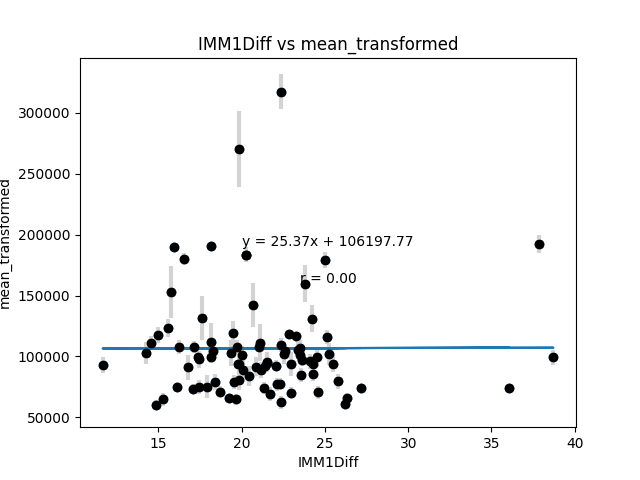 IMM1Diff vs mean_transformed
mean_transformed
300000
250000
200000
150000
100000
50000
y = 25.37x + 106197.77
r = 0.00
15 20 25 30 35 40
IMM1Diff